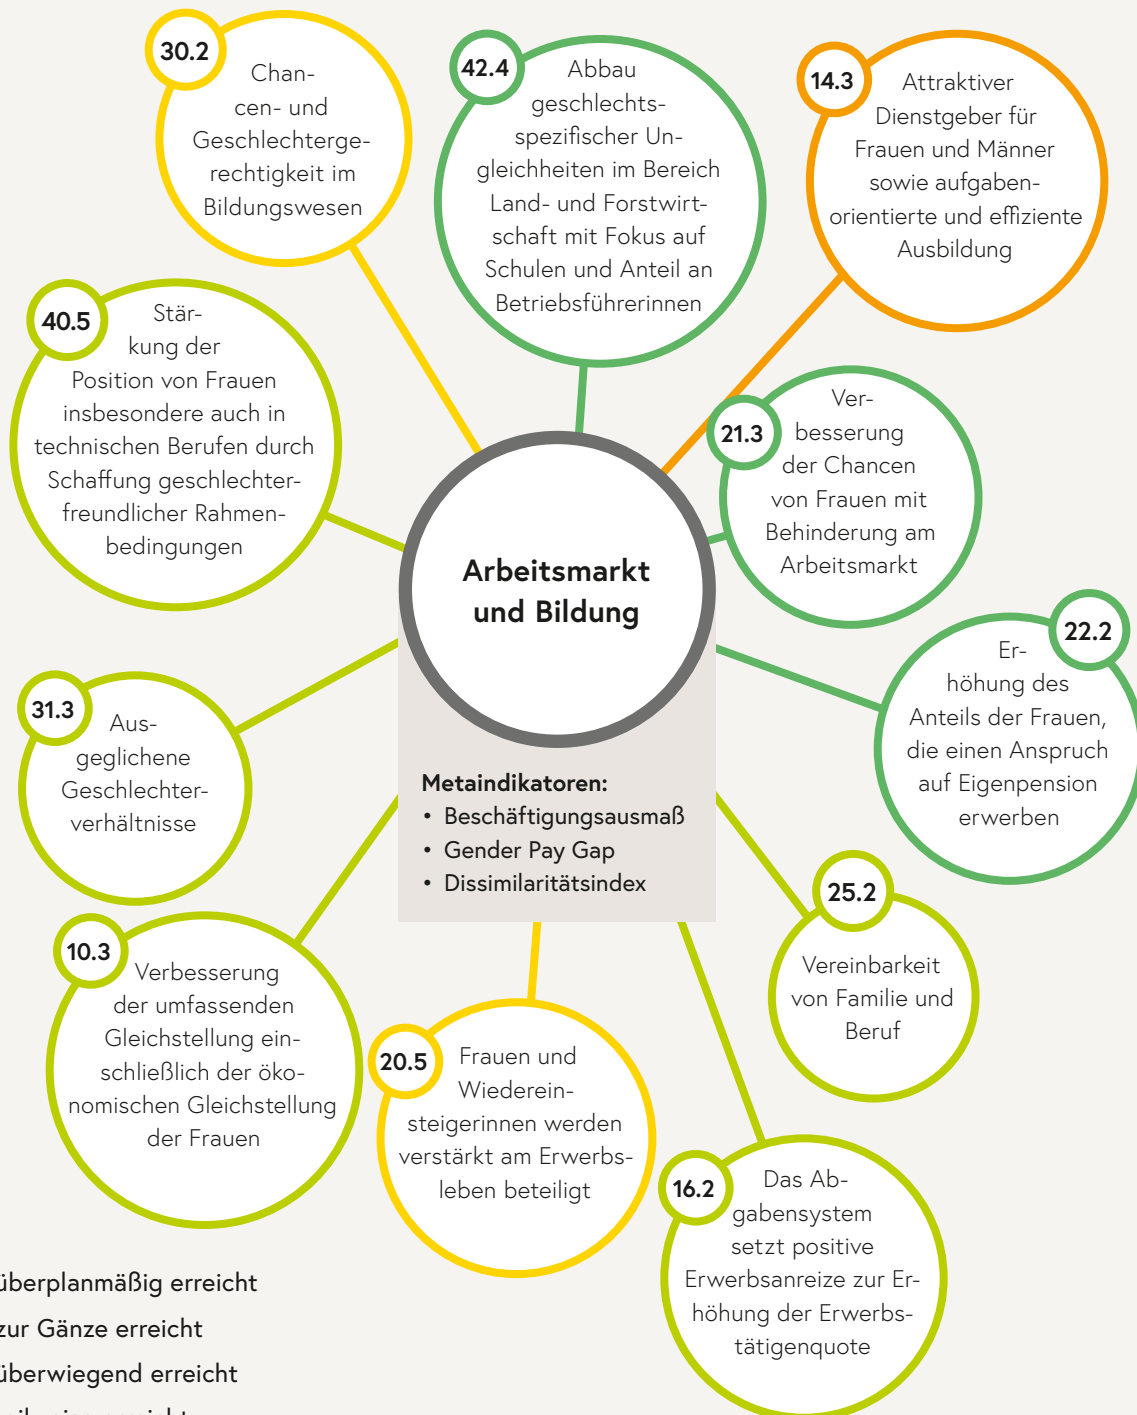 30.2
Chan-
cen- und
Geschlechterge-
rechtigkeit im
Bildungswesen
42.4
Abbau
geschlechts-
spezifischer Un-
gleichheiten im Bereich
Land- und Forstwirt-
schaft mit Fokus auf
Schulen und Anteil an
Betriebsführerinnen
14.3
Attraktiver
Dienstgeber für
Frauen und Männer
sowie aufgaben-
orientierte und effiziente
Ausbildung
40.5
Stär-
kung der
Position von Frauen
insbesondere auch in
technischen Berufen durch
Schaffung geschlechter-
freundlicher Rahmen-
bedingungen
21.3
Ver-
besserung
der Chancen
von Frauen mit
Behinderung am
Arbeitsmarkt
Arbeitsmarkt
und Bildung
22.2
Er-
höhung des
Anteils der Frauen,
die einen Anspruch
auf Eigenpension
erwerben
31.3
Aus-
geglichene
Geschlechter-
verhältnisse
Metaindikatoren:
• Beschäftigungsausmaß
• Gender Pay Gap
• Dissimilaritätsindex
25.2
Vereinbarkeit
von Familie und
Beruf
10.3
Verbesserung
der umfassenden
Gleichstellung ein-
schließlich der öko-
nomischen Gleichstellung
der Frauen
20.5
Frauen und
Wiederein-
steigerinnen werden
verstärkt am Erwerbs-
leben beteiligt
16.2
Das Ab-
gabensystem
setzt positive
Erwerbsanreize zur Er-
höhung der Erwerbs-
tätigenquote
überplanmäßig erreicht
zur Gänze erreicht
überwiegend erreicht